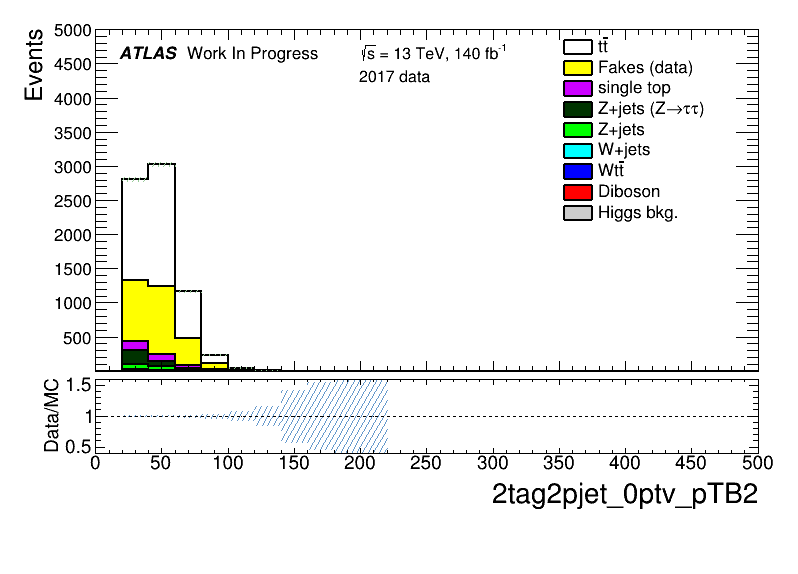 5000
4500
4000
3500
3000
2500
2000
1500
1000
500
Events
ATLAS Work In Progress
√s = 13 TeV, 140 fb⁻¹
2017 data
tt̅
Fakes (data)
single top
Z+jets (Z→ττ)
Z+jets
W+jets
Wtt̅
Diboson
Higgs bkg.
1.5
1
0.5
Data/MC
0 50 100 150 200 250 300 350 400 450 500
2tag2pjet_0ptv_pTB2